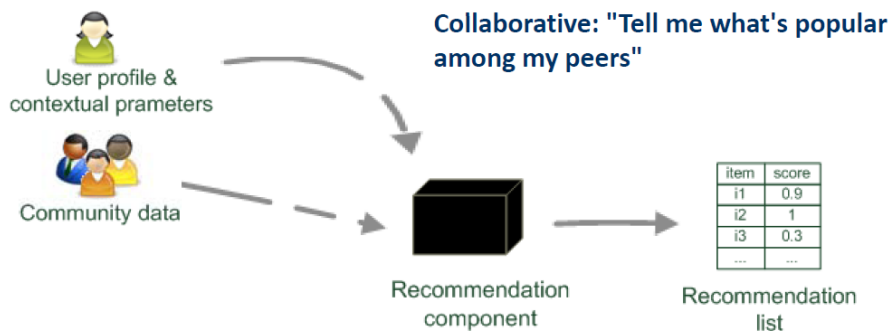 Collaborative: "Tell me what's popular
among my peers"
User profile &
contextual prameters
Community data
Recommendation
component
item score
i1 0.9
i2 1
i3 0.3
... ...
Recommendation
list